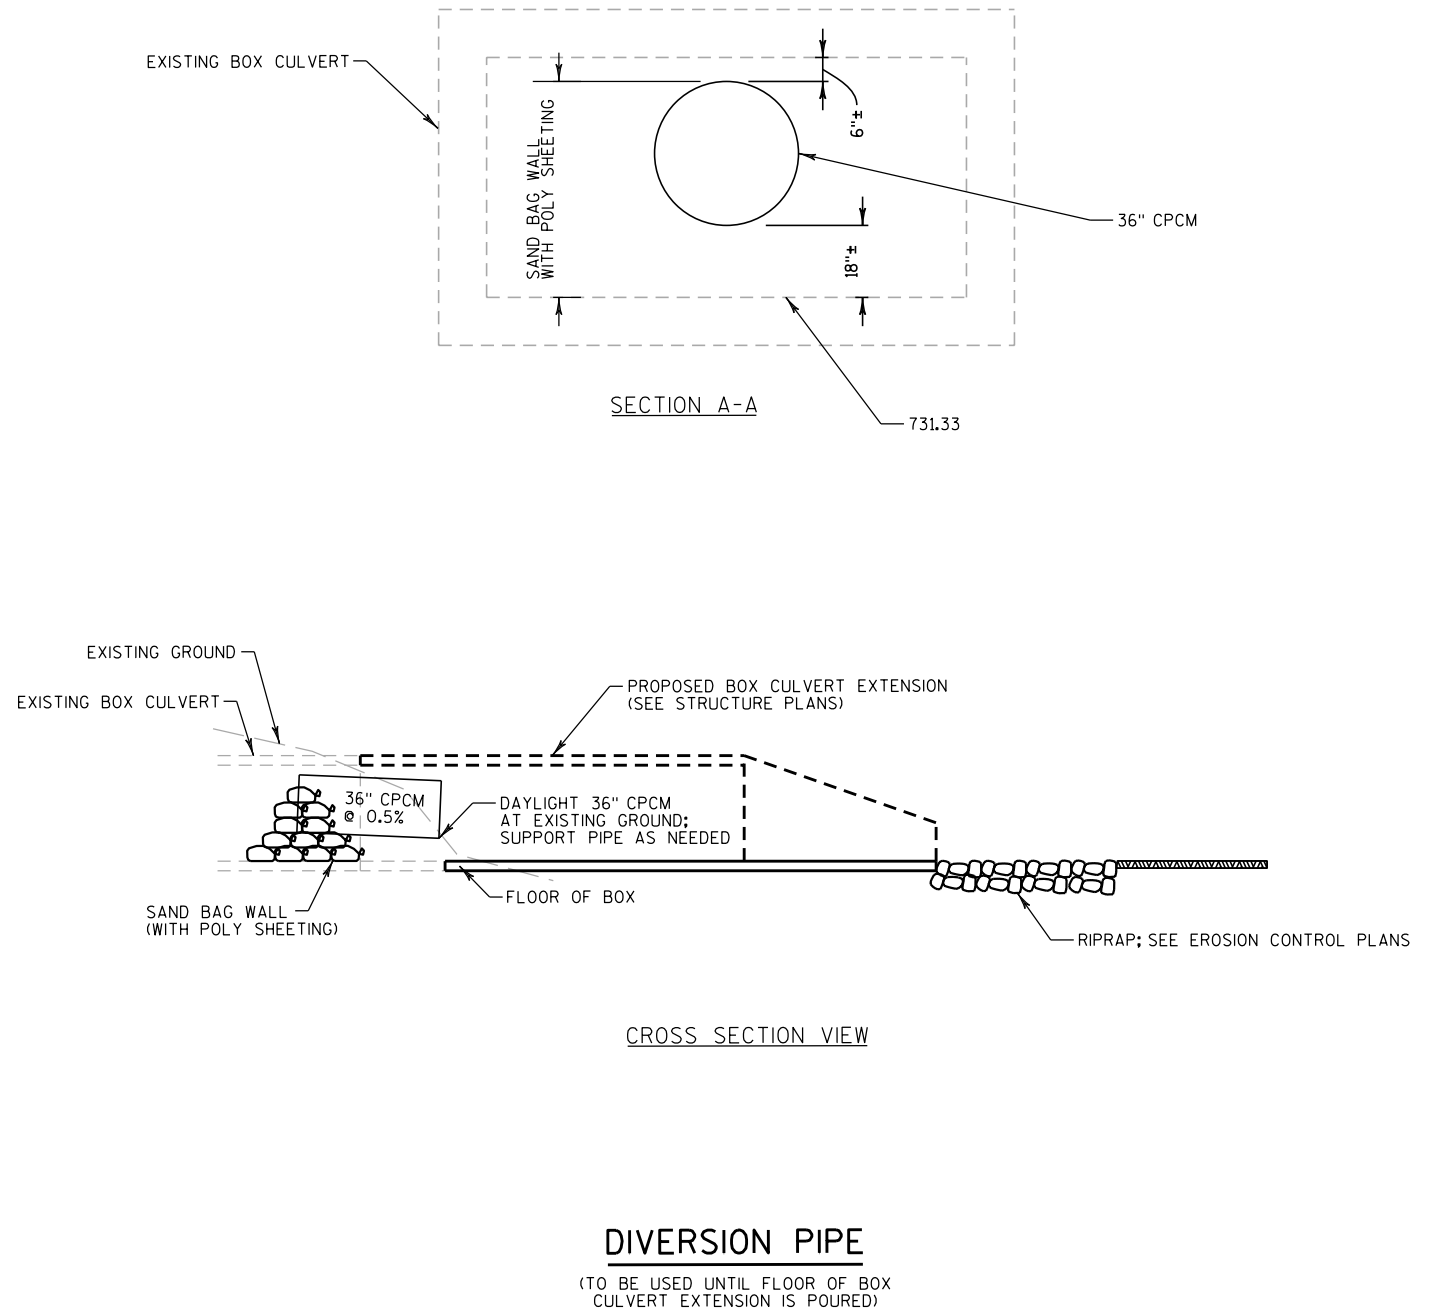 EXISTING BOX CULVERT
6"±
SAND BAG WALL
WITH POLY SHEETING
36" CPCM
18"±
SECTION A-A
731.33
EXISTING GROUND
EXISTING BOX CULVERT
PROPOSED BOX CULVERT EXTENSION
(SEE STRUCTURE PLANS)
36" CPCM
@ 0.5%
DAYLIGHT 36" CPCM
AT EXISTING GROUND;
SUPPORT PIPE AS NEEDED
FLOOR OF BOX
SAND BAG WALL
(WITH POLY SHEETING)
RIPRAP; SEE EROSION CONTROL PLANS
CROSS SECTION VIEW
DIVERSION PIPE
(TO BE USED UNTIL FLOOR OF BOX
CULVERT EXTENSION IS POURED)